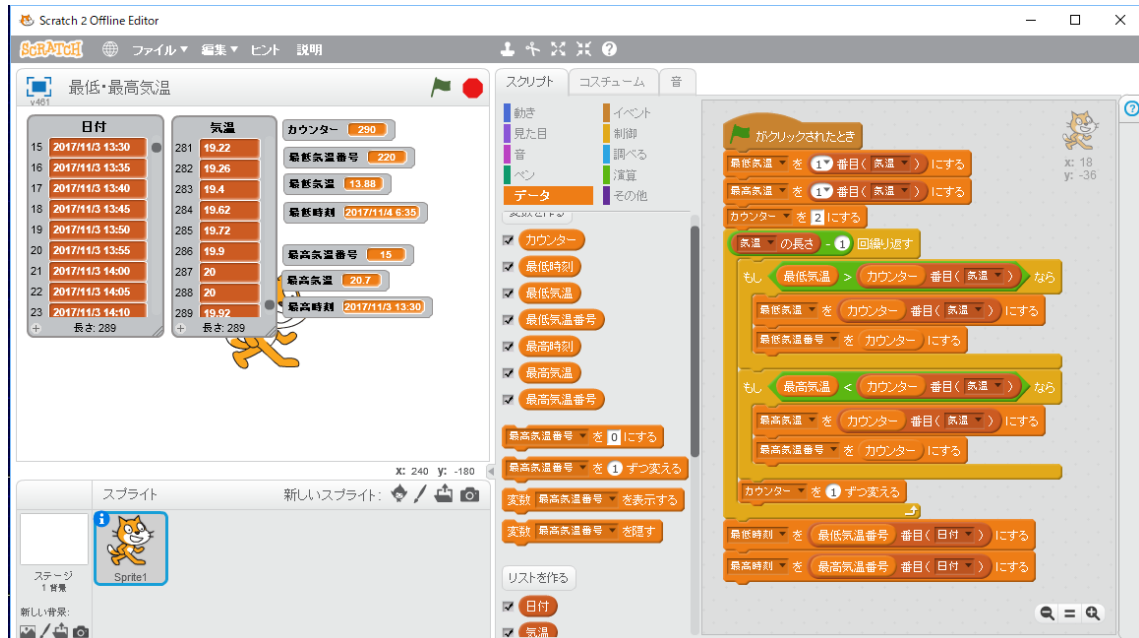 Scratch 2 Offline Editor
SCRATCH ファイル▼ 編集▼ ヒント 説明
最低・最高気温
v461
日付
15 2017/11/3 13:30
16 2017/11/3 13:35
17 2017/11/3 13:40
18 2017/11/3 13:45
19 2017/11/3 13:50
20 2017/11/3 13:55
21 2017/11/3 14:00
22 2017/11/3 14:05
23 2017/11/3 14:10
+ 長さ: 289
気温
281 19.22
282 19.26
283 19.4
284 19.62
285 19.72
286 19.9
287 20
288 20
289 19.92
+ 長さ: 289
カウンター 290
最低気温番号 220
最低気温 13.88
最低時刻 2017/11/4 6:35
最高気温番号 15
最高気温 20.7
最高時刻 2017/11/3 13:30
X: 240 y: -180
スプライト 新しいスプライト:
Sprite1
ステージ
1 背景
新しい背景:
スクリプト コスチューム 音
動き イベント
見た目 制御
音 調べる
ペン 演算
データ その他
変数を作る
カウンター
最低時刻
最低気温
最低気温番号
最高時刻
最高気温
最高気温番号
最高気温番号 ▼ を 0 にする
最高気温番号 ▼ を 1 ずつ変える
変数 最高気温番号 ▼ を表示する
変数 最高気温番号 ▼ を隠す
リストを作る
日付
気温
がクリックされたとき
最低気温 ▼ を 1▼ 番目( 気温 ▼ ) にする
最高気温 ▼ を 1▼ 番目( 気温 ▼ ) にする
カウンター ▼ を 2 にする
気温 ▼ の長さ - 1 回繰り返す
もし 最低気温 > カウンター 番目( 気温 ▼ ) なら
最低気温 ▼ を カウンター 番目( 気温 ▼ ) にする
最低気温番号 ▼ を カウンター にする
もし 最高気温 < カウンター 番目( 気温 ▼ ) なら
最高気温 ▼ を カウンター 番目( 気温 ▼ ) にする
最高気温番号 ▼ を カウンター にする
カウンター ▼ を 1 ずつ変える
最低時刻 ▼ を 最低気温番号 番目( 日付 ▼ ) にする
最高時刻 ▼ を 最高気温番号 番目( 日付 ▼ ) にする
x: 18
y: -36